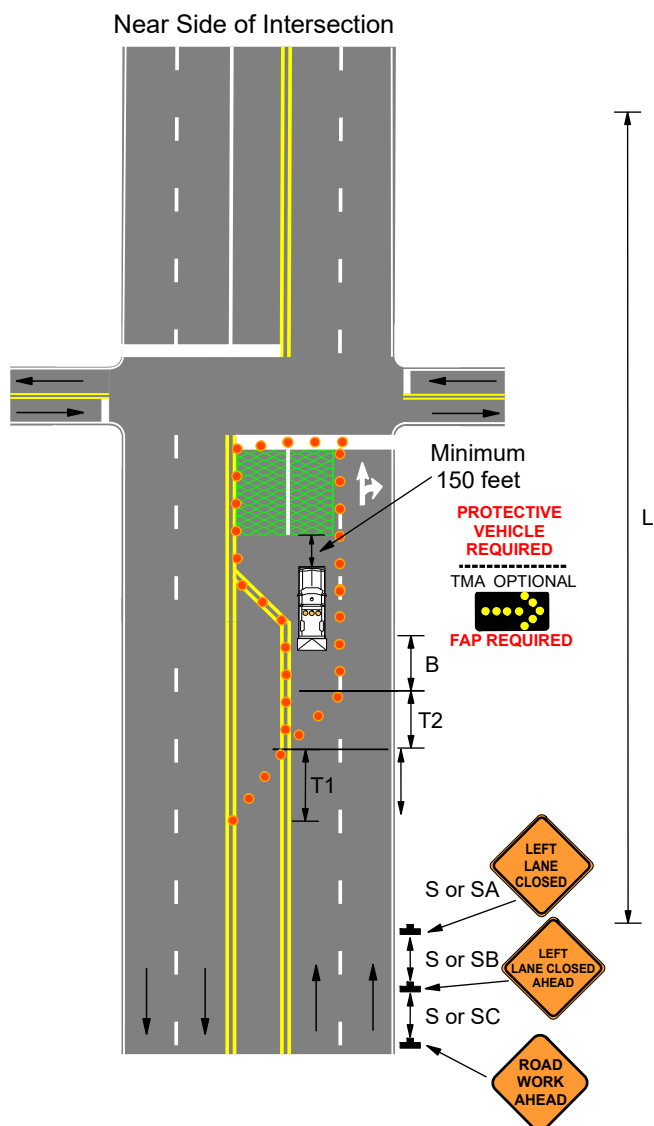 Near Side of Intersection
Minimum
150 feet
L
PROTECTIVE
VEHICLE
REQUIRED
TMA OPTIONAL
FAP REQUIRED
B
T2
T1
LEFT
LANE
CLOSED
S or SA
LEFT
LANE CLOSED
AHEAD
S or SB
S or SC
ROAD
WORK
AHEAD